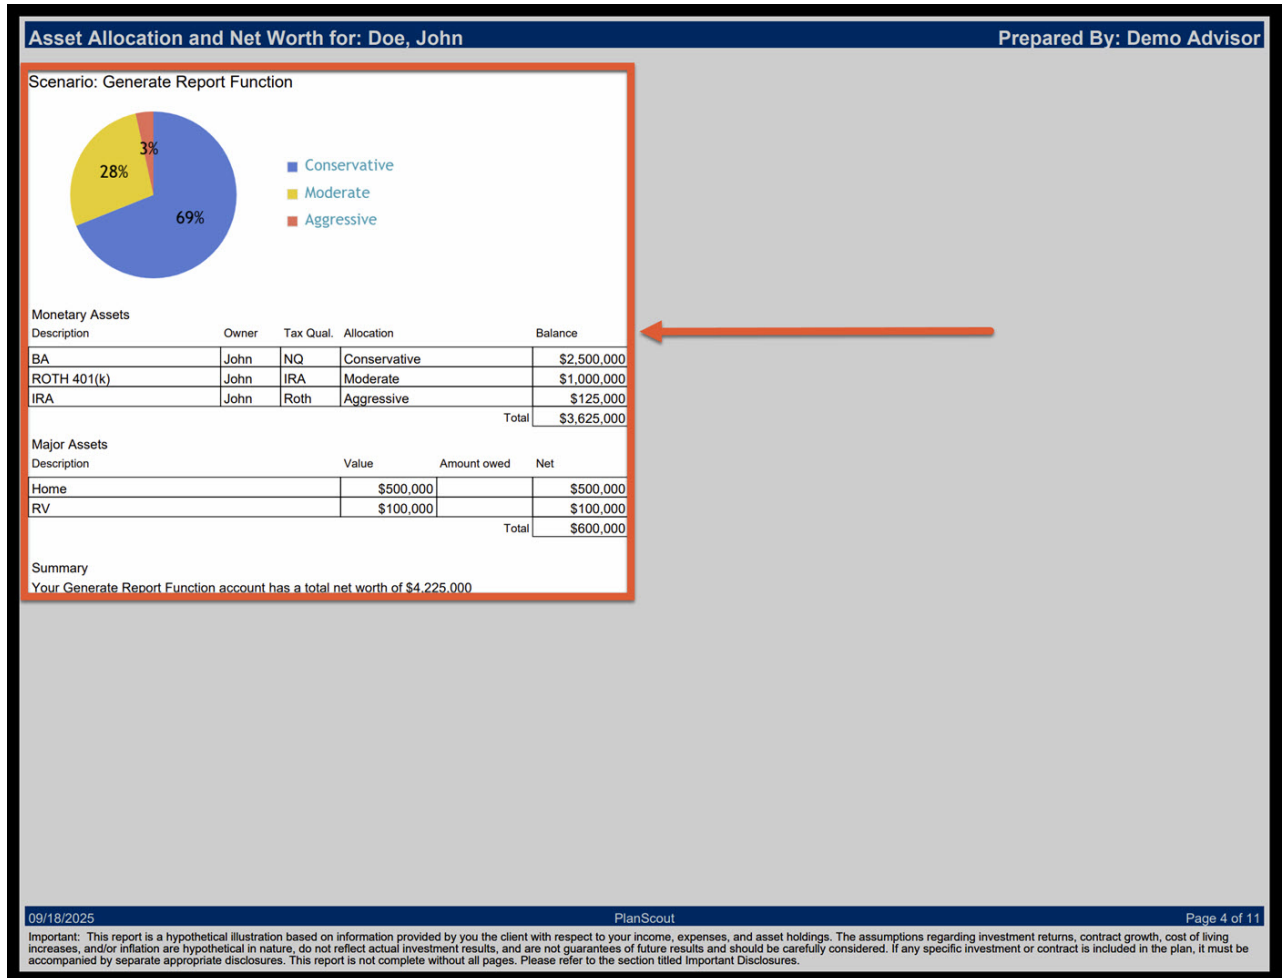 Asset Allocation and Net Worth for: Doe, John Prepared By: Demo Advisor
Scenario: Generate Report Function
3%
28%
69%
Conservative
Moderate
Aggressive
Monetary Assets
Description Owner Tax Qual. Allocation Balance
BA John NQ Conservative $2,500,000
ROTH 401(k) John IRA Moderate $1,000,000
IRA John Roth Aggressive $125,000
Total $3,625,000
Major Assets
Description Value Amount owed Net
Home $500,000 $500,000
RV $100,000 $100,000
Total $600,000
Summary
Your Generate Report Function account has a total net worth of $4,225,000
09/18/2025 PlanScout Page 4 of 11
Important: This report is a hypothetical illustration based on information provided by you the client with respect to your income, expenses, and asset holdings. The assumptions regarding investment returns, contract growth, cost of living
increases, and/or inflation are hypothetical in nature, do not reflect actual investment results, and are not guarantees of future results and should be carefully considered. If any specific investment or contract is included in the plan, it must be
accompanied by separate appropriate disclosures. This report is not complete without all pages. Please refer to the section titled Important Disclosures.